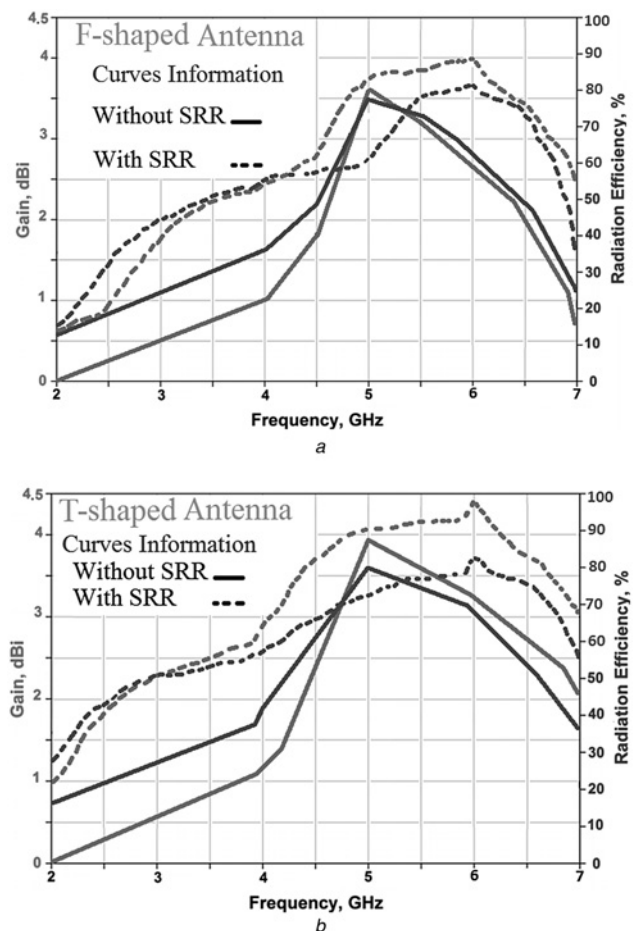 F-shaped Antenna
Curves Information
Without SRR
With SRR
Gain, dBi
4.5
4
3
2
1
0
100
90
80
70
60
50
40
30
20
10
0
Radiation Efficiency, %
2 3 4 5 6 7
Frequency, GHz
a
T-shaped Antenna
Curves Information
Without SRR
With SRR
Gain, dBi
4.5
4
3
2
1
0
100
90
80
70
60
50
40
30
20
10
0
Radiation Efficiency, %
2 3 4 5 6 7
Frequency, GHz
b